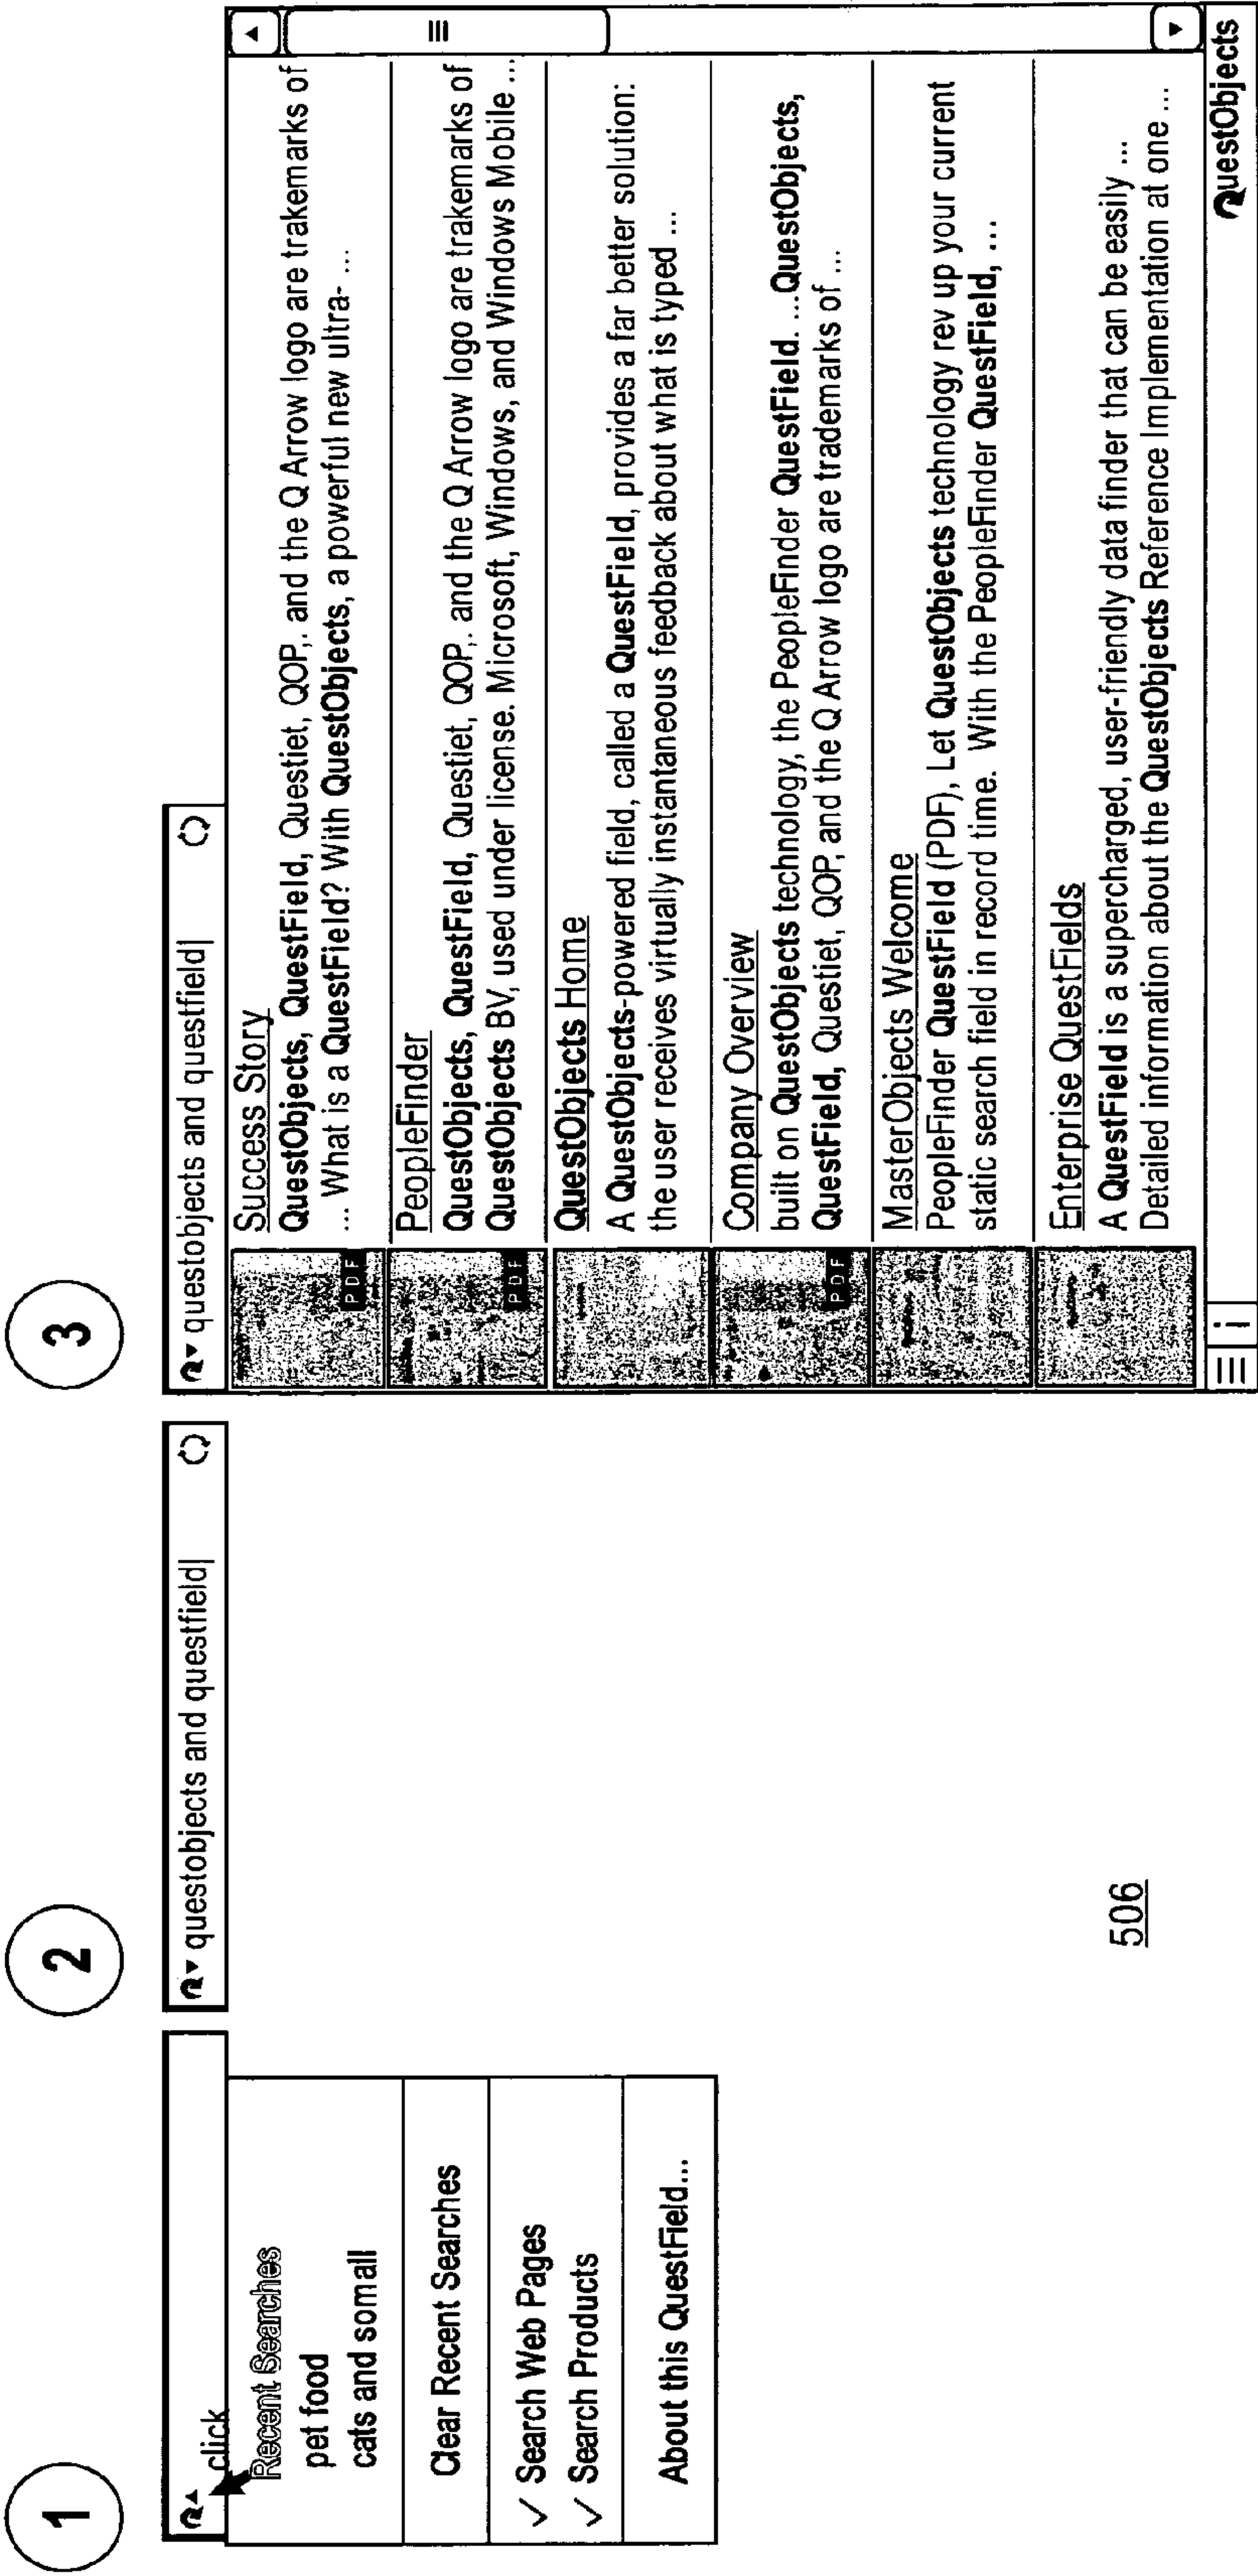 1
click
Recent Searches
pet food
cats and somall
Clear Recent Searches
✓ Search Web Pages
✓ Search Products
About this QuestField...
2
questobjects and questfield
506
3
questobjects and questfield
Success Story
QuestObjects, QuestField, Questiet, QOP,. and the Q Arrow logo are trakemarks of
... What is a QuestField? With QuestObjects, a powerful new ultra- ...
PDF
PeopleFinder
QuestObjects, QuestField, Questiet, QOP,. and the Q Arrow logo are trakemarks of
QuestObjects BV, used under license. Microsoft, Windows, and Windows Mobile ...
PDF
QuestObjects Home
A QuestObjects-powered field, called a QuestField, provides a far better solution:
the user receives virtually instantaneous feedback about what is typed ...
Company Overview
built on QuestObjects technology, the PeopleFinder QuestField. ...QuestObjects,
QuestField, Questiet, QOP, and the Q Arrow logo are trademarks of ...
PDF
MasterObjects Welcome
PeopleFinder QuestField (PDF), Let QuestObjects technology rev up your current
static search field in record time. With the PeopleFinder QuestField, ...
Enterprise QuestFields
A QuestField is a supercharged, user-friendly data finder that can be easily ...
Detailed information about the QuestObjects Reference Implementation at one ...
i
QuestObjects